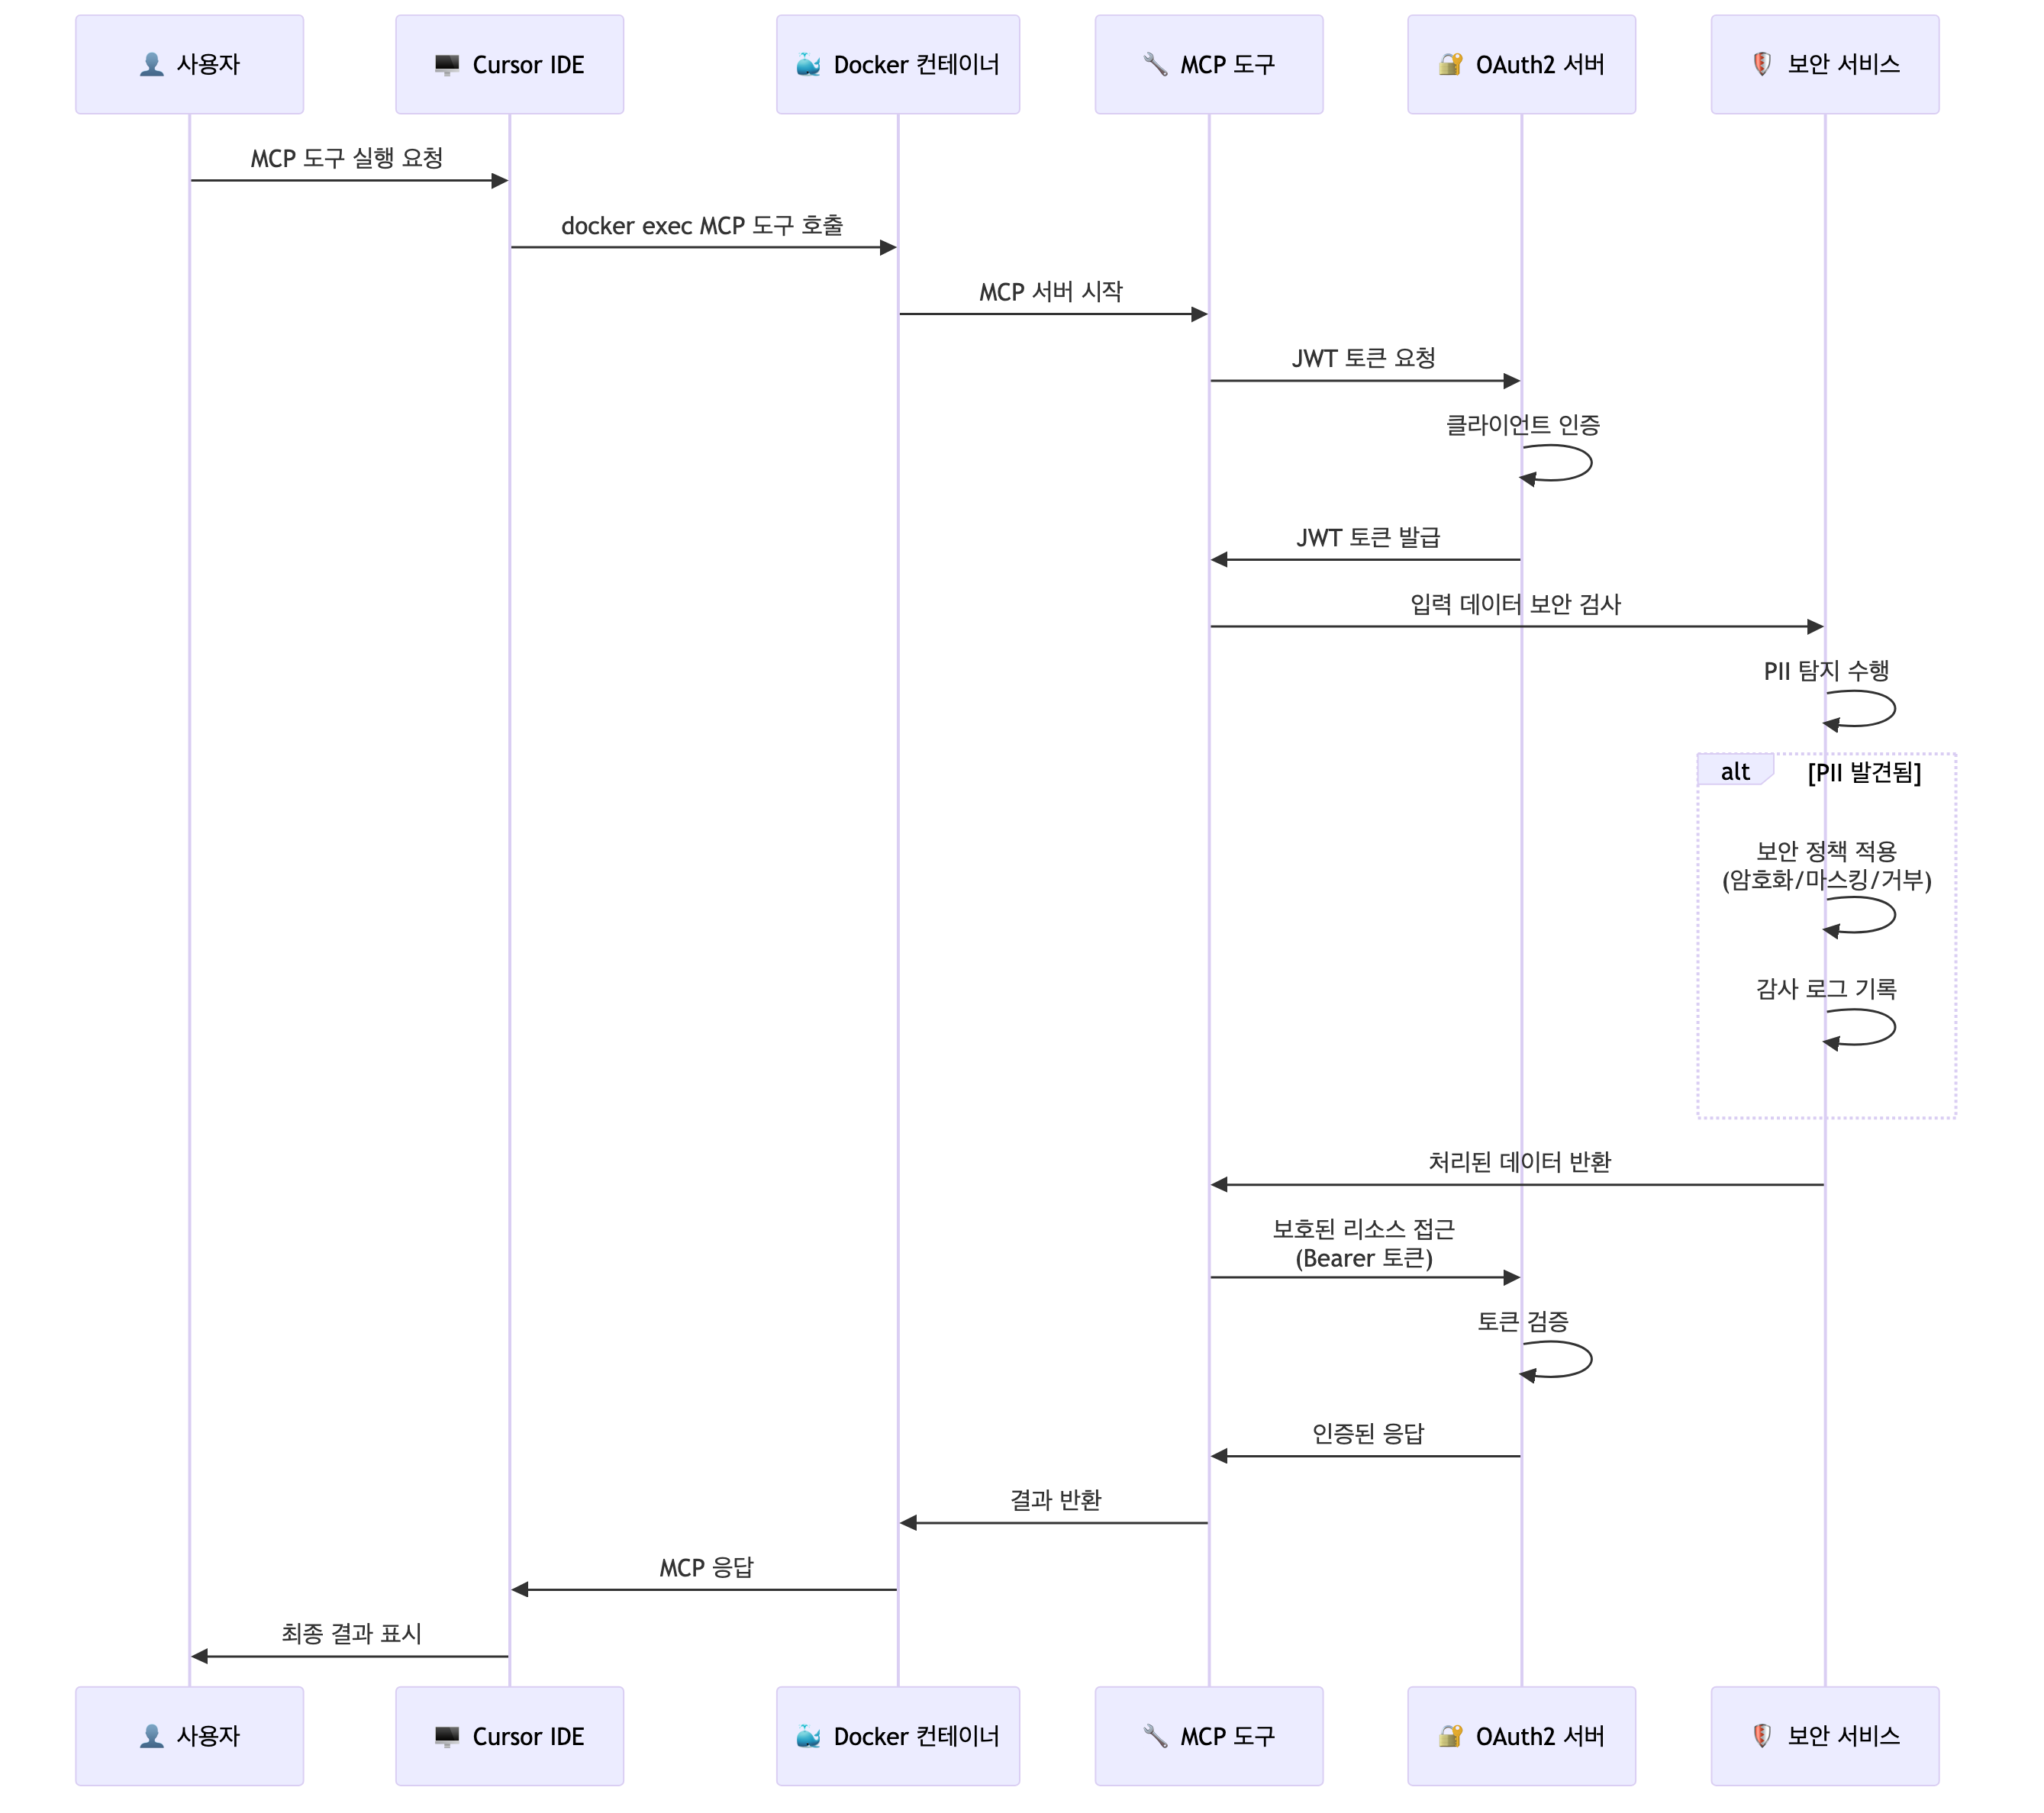 사용자
Cursor IDE
Docker 컨테이너
MCP 도구
OAuth2 서버
보안 서비스
MCP 도구 실행 요청
docker exec MCP 도구 호출
MCP 서버 시작
JWT 토큰 요청
클라이언트 인증
JWT 토큰 발급
입력 데이터 보안 검사
PII 탐지 수행
alt
[PII 발견됨]
보안 정책 적용
(암호화/마스킹/거부)
감사 로그 기록
처리된 데이터 반환
보호된 리소스 접근
(Bearer 토큰)
토큰 검증
인증된 응답
결과 반환
MCP 응답
최종 결과 표시
사용자
Cursor IDE
Docker 컨테이너
MCP 도구
OAuth2 서버
보안 서비스